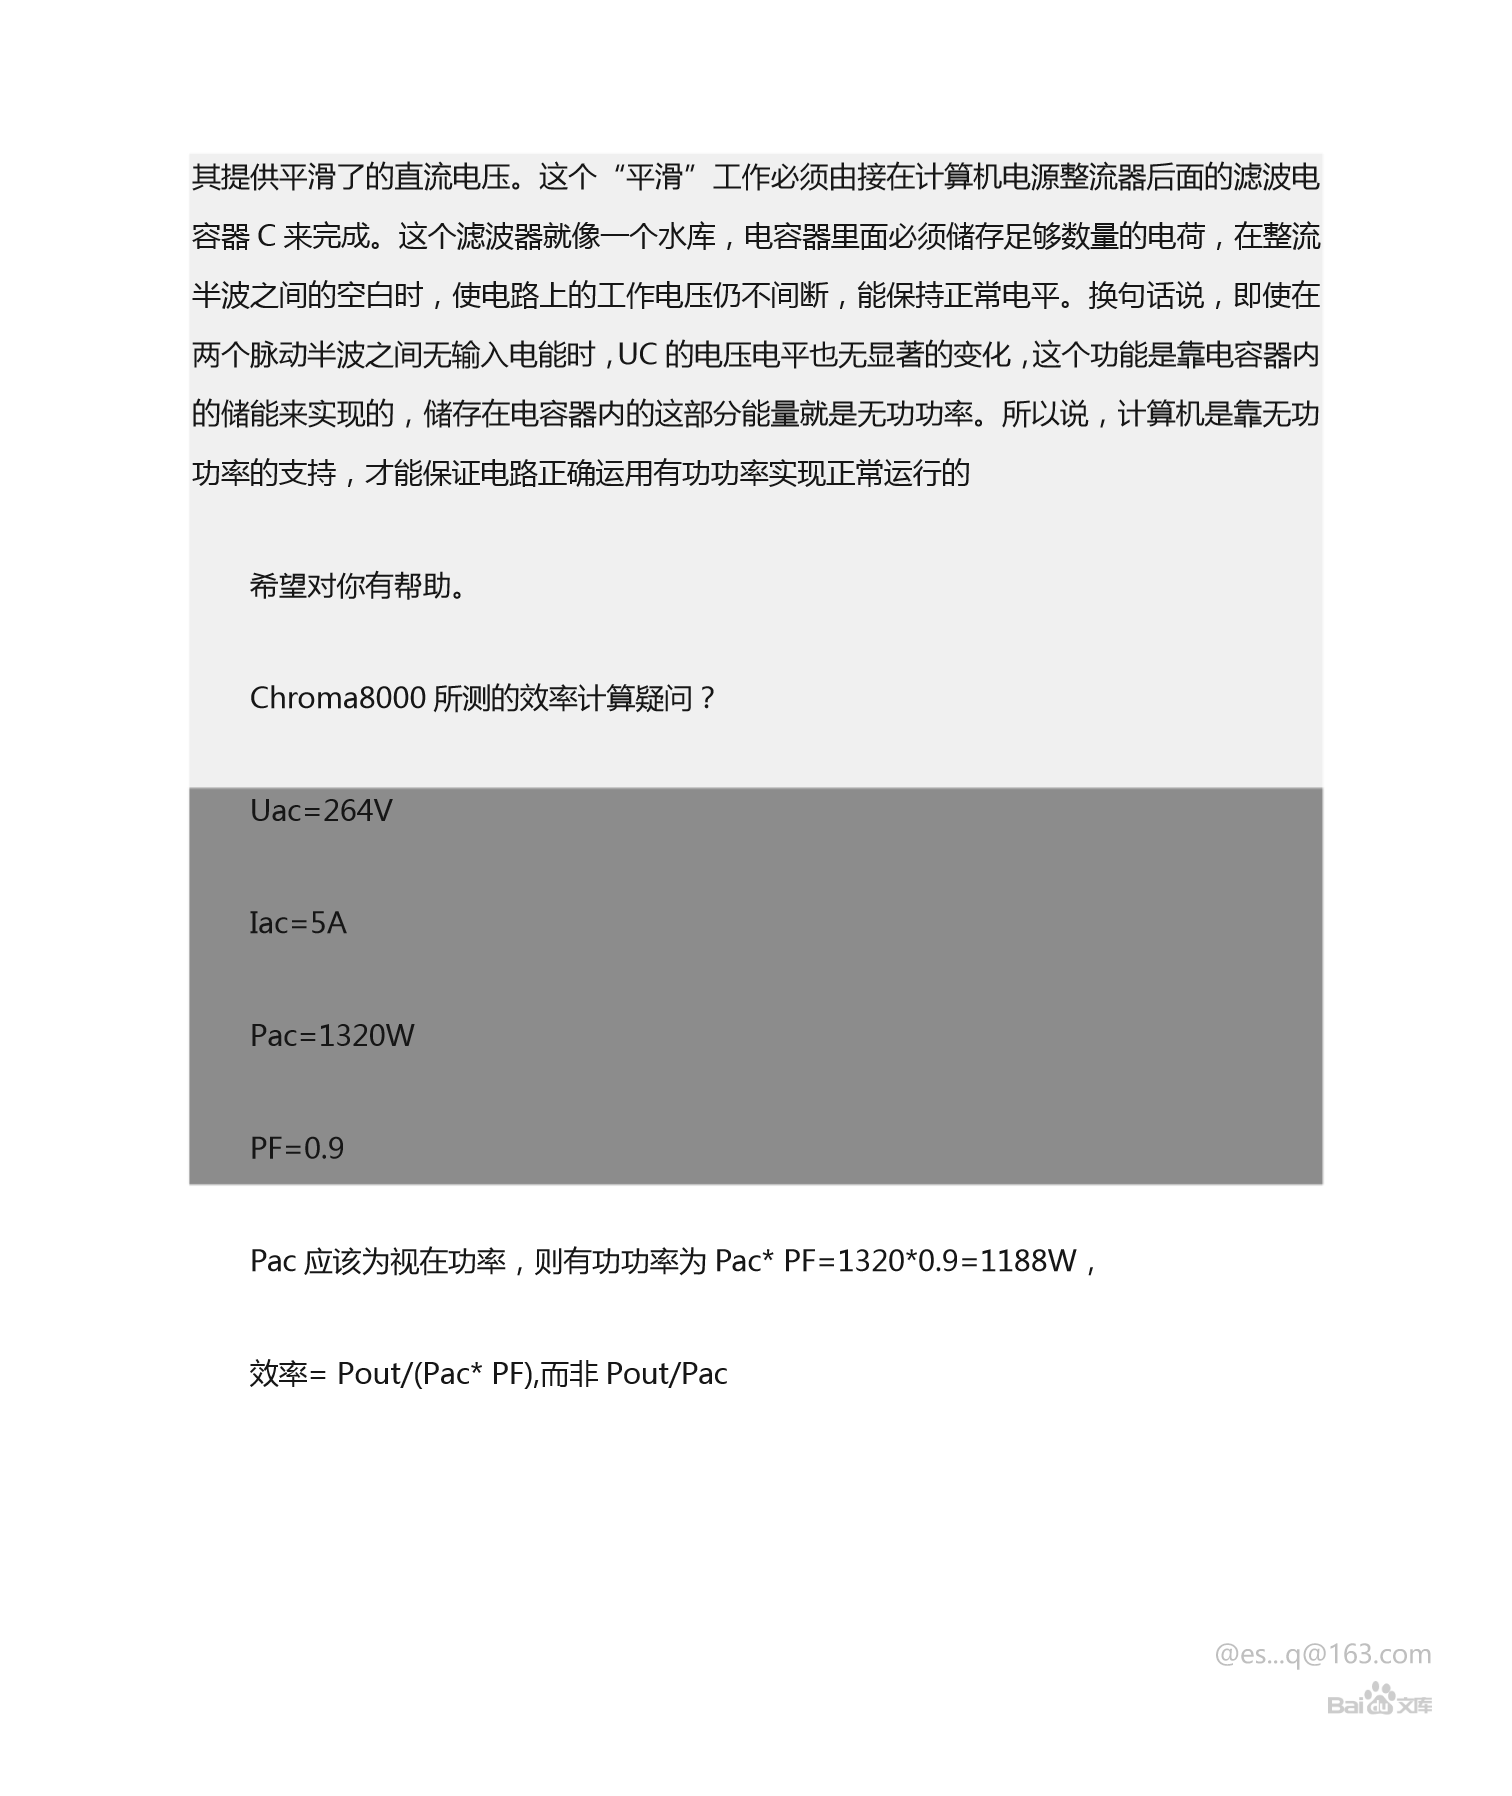 其提供平滑了的直流电压。这个“平滑”工作必须由接在计算机电源整流器后面的滤波电
容器 C 来完成。这个滤波器就像一个水库，电容器里面必须储存足够数量的电荷，在整流
半波之间的空白时，使电路上的工作电压仍不间断，能保持正常电平。换句话说，即使在
两个脉动半波之间无输入电能时，UC 的电压电平也无显著的变化，这个功能是靠电容器内
的储能来实现的，储存在电容器内的这部分能量就是无功功率。所以说，计算机是靠无功
功率的支持，才能保证电路正确运用有功功率实现正常运行的
希望对你有帮助。
Chroma8000 所测的效率计算疑问？
Uac=264V
Iac=5A
Pac=1320W
PF=0.9
Pac 应该为视在功率，则有功功率为 Pac* PF=1320*0.9=1188W，
效率= Pout/(Pac* PF),而非 Pout/Pac
@es...q@163.com
Bai du 文库